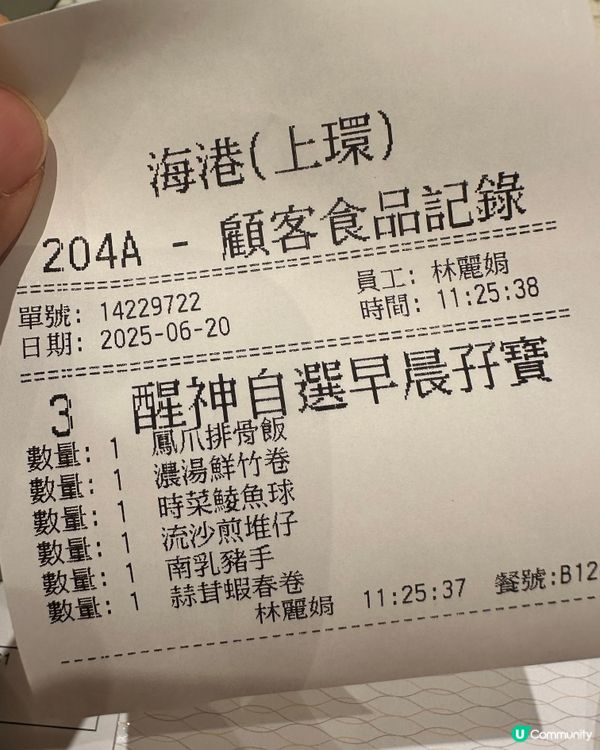 海港(上環)
204A - 顧客食品記錄
單號: 14229722 員工: 林麗娟
日期: 2025-06-20 時間: 11:25:38
3 醒神自選早晨孖寶
數量: 1 鳳爪排骨飯
數量: 1 濃湯鮮竹卷
數量: 1 時菜鯪魚球
數量: 1 流沙煎堆仔
數量: 1 南乳豬手
數量: 1 蒜茸蝦春卷
林麗娟 11:25:37 餐號:B12
U Community